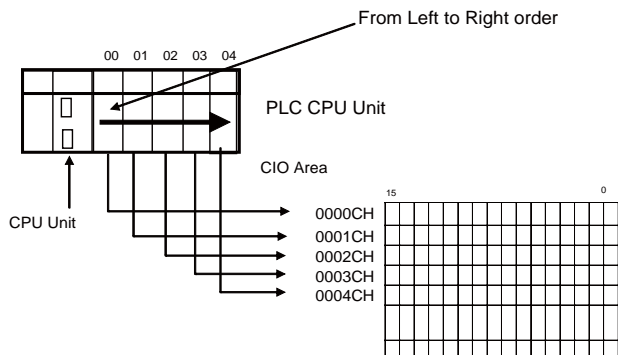 From Left to Right order
00 01 02 03 04
PLC CPU Unit
CIO Area
CPU Unit
15 0
0000CH
0001CH
0002CH
0003CH
0004CH